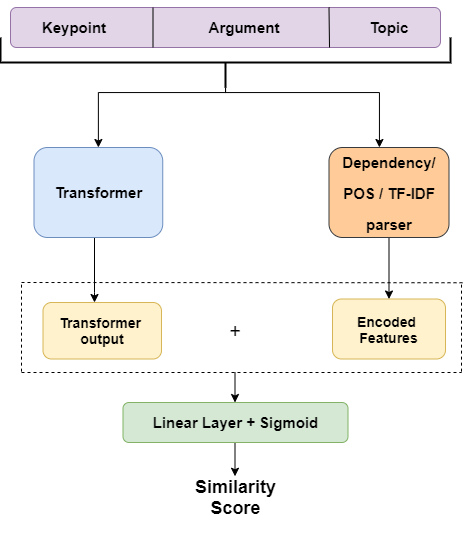 Keypoint Argument Topic
Transformer
Dependency/
POS / TF-IDF
parser
Transformer
output
+
Encoded
Features
Linear Layer + Sigmoid
Similarity
Score